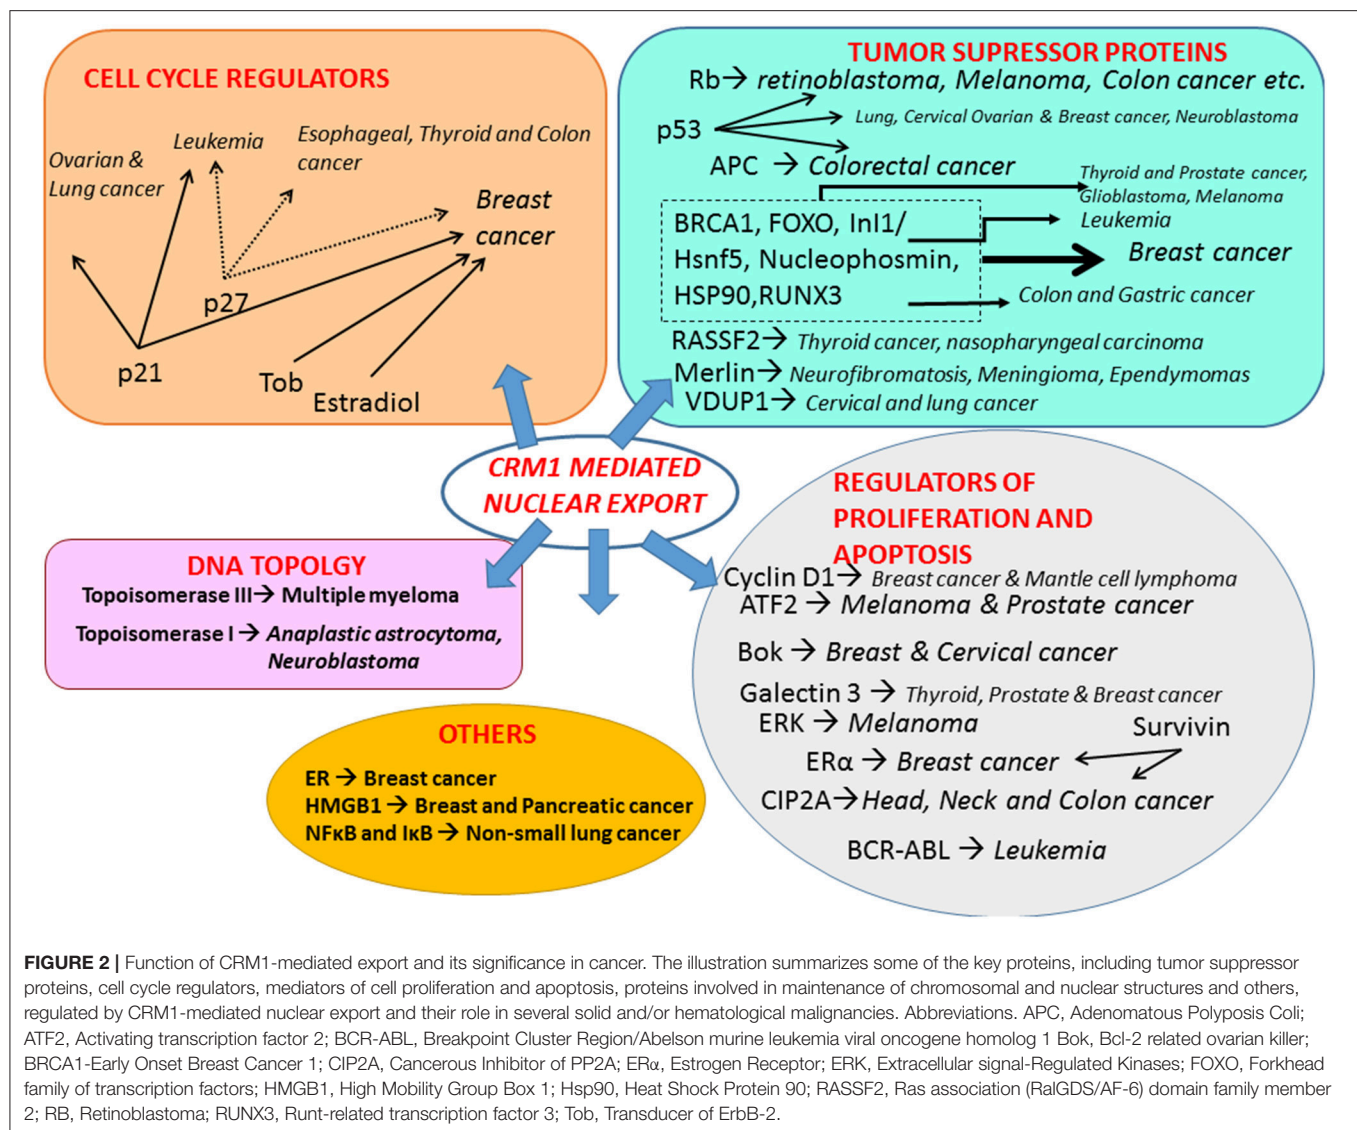 CELL CYCLE REGULATORS
Ovarian &
Lung cancer
Leukemia
Esophageal, Thyroid and Colon
cancer
Breast
cancer
p27
p21
Tob
Estradiol
TUMOR SUPRESSOR PROTEINS
Rb→ retinoblastoma, Melanoma, Colon cancer etc.
p53
Lung, Cervical Ovarian & Breast cancer, Neuroblastoma
APC → Colorectal cancer
Thyroid and Prostate cancer,
Glioblastoma, Melanoma
BRCA1, FOXO, InI1/
Hsnf5, Nucleophosmin,
HSP90,RUNX3
Leukemia
Breast cancer
Colon and Gastric cancer
RASSF2→ Thyroid cancer, nasopharyngeal carcinoma
Merlin→ Neurofibromatosis, Meningioma, Ependymomas
VDUP1→ Cervical and lung cancer
CRM1 MEDIATED
NUCLEAR EXPORT
DNA TOPOLGY
Topoisomerase III→ Multiple myeloma
Topoisomerase I → Anaplastic astrocytoma,
Neuroblastoma
REGULATORS OF
PROLIFERATION AND
APOPTOSIS
Cyclin D1→ Breast cancer & Mantle cell lymphoma
ATF2 → Melanoma & Prostate cancer
Bok → Breast & Cervical cancer
Galectin 3 → Thyroid, Prostate & Breast cancer
ERK → Melanoma
Survivin
ERα → Breast cancer
CIP2A→Head, Neck and Colon cancer
BCR-ABL → Leukemia
OTHERS
ER → Breast cancer
HMGB1 → Breast and Pancreatic cancer
NFκB and IκB → Non-small lung cancer
FIGURE 2 | Function of CRM1-mediated export and its significance in cancer. The illustration summarizes some of the key proteins, including tumor suppressor
proteins, cell cycle regulators, mediators of cell proliferation and apoptosis, proteins involved in maintenance of chromosomal and nuclear structures and others,
regulated by CRM1-mediated nuclear export and their role in several solid and/or hematological malignancies. Abbreviations. APC, Adenomatous Polyposis Coli;
ATF2, Activating transcription factor 2; BCR-ABL, Breakpoint Cluster Region/Abelson murine leukemia viral oncogene homolog 1 Bok, Bcl-2 related ovarian killer;
BRCA1-Early Onset Breast Cancer 1; CIP2A, Cancerous Inhibitor of PP2A; ERα, Estrogen Receptor; ERK, Extracellular signal-Regulated Kinases; FOXO, Forkhead
family of transcription factors; HMGB1, High Mobility Group Box 1; Hsp90, Heat Shock Protein 90; RASSF2, Ras association (RalGDS/AF-6) domain family member
2; RB, Retinoblastoma; RUNX3, Runt-related transcription factor 3; Tob, Transducer of ErbB-2.